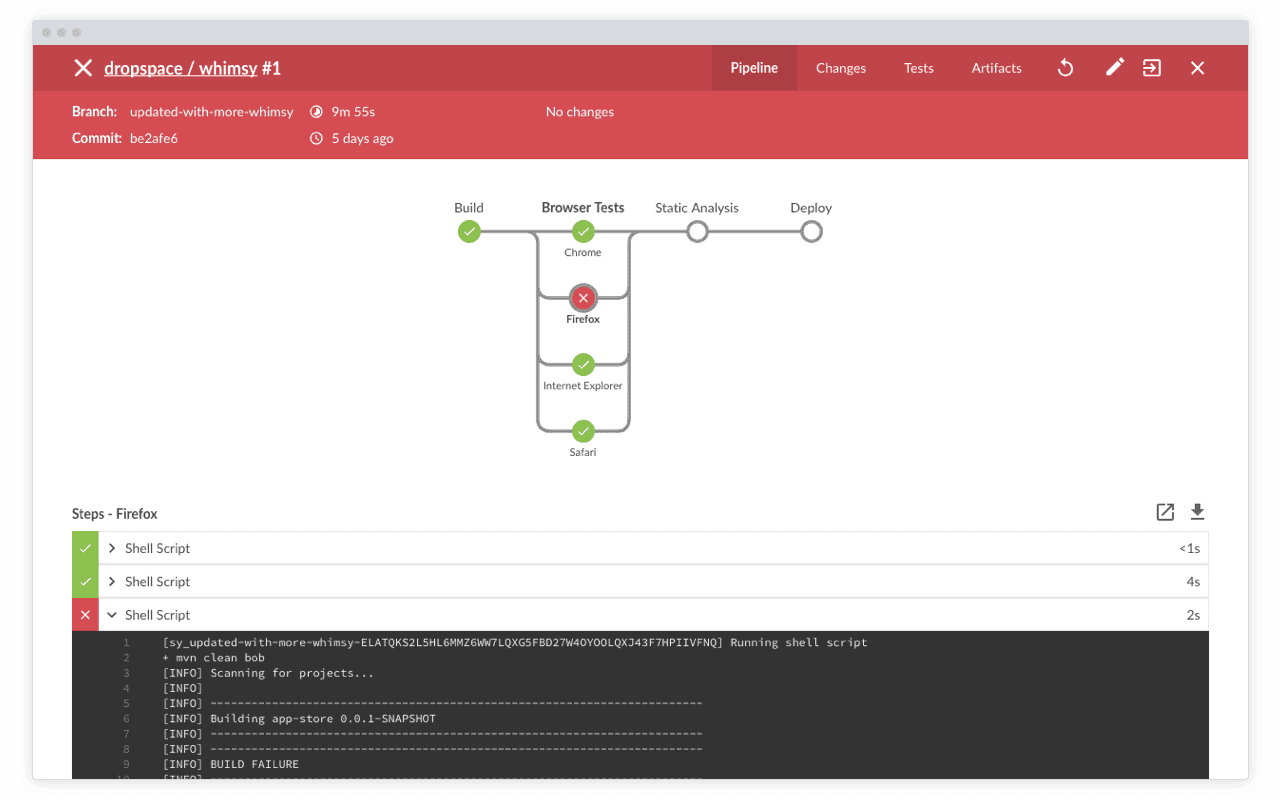 dropspace / whimsy #1 Pipeline Changes Tests Artifacts
Branch: updated-with-more-whimsy 9m 55s No changes
Commit: be2afe6 5 days ago
Build Browser Tests Static Analysis Deploy
Chrome
Firefox
Internet Explorer
Safari
Steps - Firefox
Shell Script <1s
Shell Script 4s
Shell Script 2s
1 [sy_updated-with-more-whimsy-ELATQKS2L5HL6MMZ6WW7LQXG5FBD27W4OYOOLQXJ43F7HPIIVFNQ] Running shell script
2 + mvn clean bob
3 [INFO] Scanning for projects...
4 [INFO]
5 [INFO] ------------------------------------------------------------------------
6 [INFO] Building app-store 0.0.1-SNAPSHOT
7 [INFO] ------------------------------------------------------------------------
8 [INFO] ------------------------------------------------------------------------
9 [INFO] BUILD FAILURE
10 [INFO] ------------------------------------------------------------------------